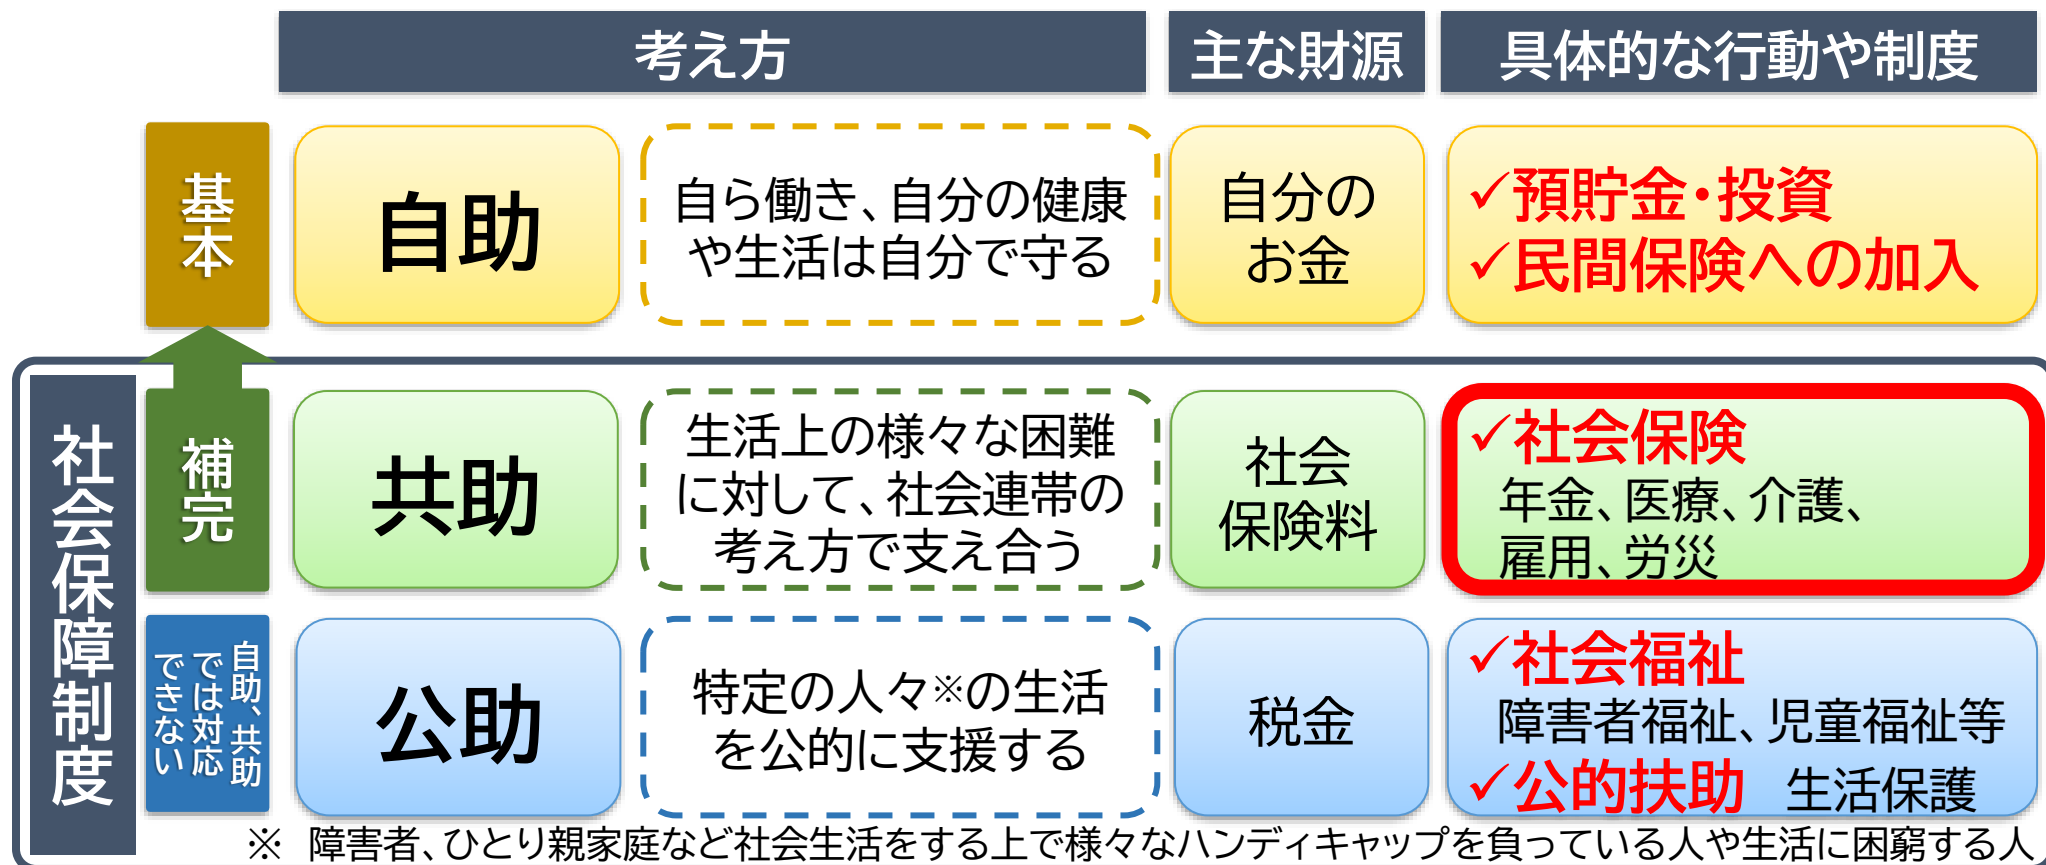 考え方
主な財源
具体的な行動や制度
基本
自助
自ら働き、自分の健康
や生活は自分で守る
自分の
お金
✓預貯金・投資
✓民間保険への加入
社会保障制度
補完
共助
生活上の様々な困難
に対して、社会連帯の
考え方で支え合う
社会
保険料
✓社会保険
年金、医療、介護、
雇用、労災
自助、共助
では対応
できない
公助
特定の人々※の生活
を公的に支援する
税金
✓社会福祉
障害者福祉、児童福祉等
✓公的扶助 生活保護
※ 障害者、ひとり親家庭など社会生活をする上で様々なハンディキャップを負っている人や生活に困窮する人